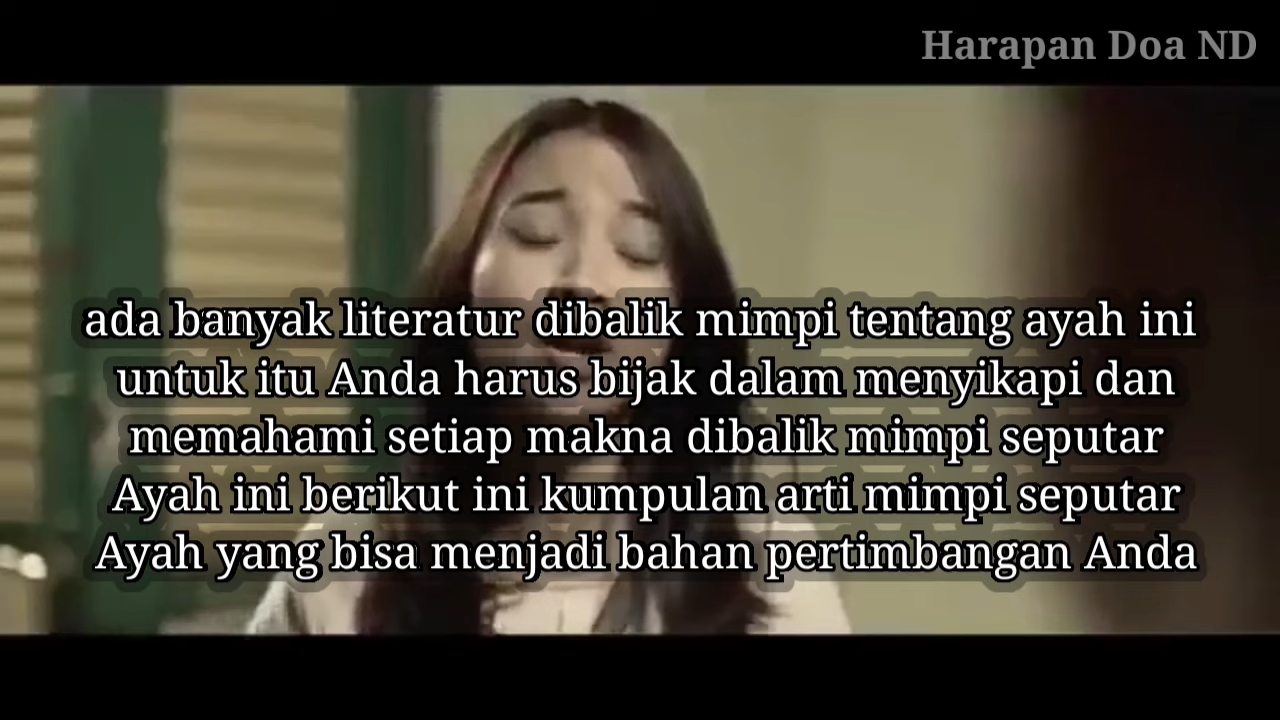 Harapan Doa ND
ada banyak literatur dibalik mimpi tentang ayah ini
untuk itu Anda harus bijak dalam menyikapi dan
memahami setiap makna dibalik mimpi seputar
Ayah ini berikut ini kumpulan arti mimpi seputar
Ayah yang bisa menjadi bahan pertimbangan Anda